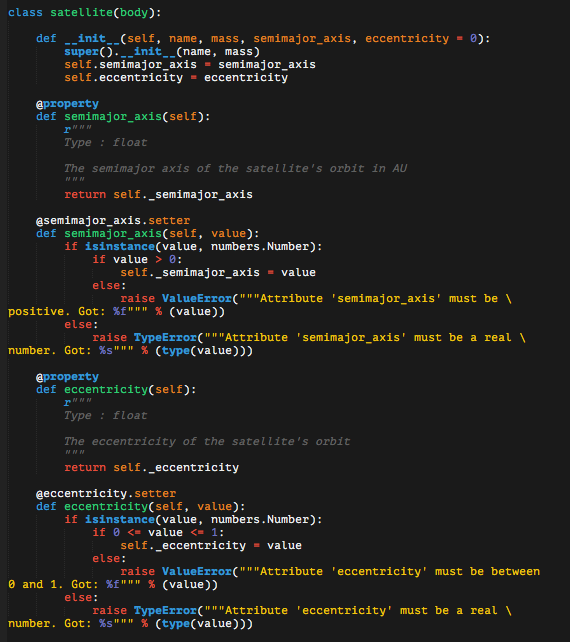 class satellite(body):
def __init__(self, name, mass, semimajor_axis, eccentricity = 0):
super().__init__(name, mass)
self.semimajor_axis = semimajor_axis
self.eccentricity = eccentricity
@property
def semimajor_axis(self):
r"""
Type : float
The semimajor axis of the satellite's orbit in AU
"""
return self._semimajor_axis
@semimajor_axis.setter
def semimajor_axis(self, value):
if isinstance(value, numbers.Number):
if value > 0:
self._semimajor_axis = value
else:
raise ValueError("""Attribute 'semimajor_axis' must be \
positive. Got: %f""" % (value))
else:
raise TypeError("""Attribute 'semimajor_axis' must be a real \
number. Got: %s""" % (type(value)))
@property
def eccentricity(self):
r"""
Type : float
The eccentricity of the satellite's orbit
"""
return self._eccentricity
@eccentricity.setter
def eccentricity(self, value):
if isinstance(value, numbers.Number):
if 0 <= value <= 1:
self._eccentricity = value
else:
raise ValueError("""Attribute 'eccentricity' must be between
0 and 1. Got: %f""" % (value))
else:
raise TypeError("""Attribute 'eccentricity' must be a real \
number. Got: %s""" % (type(value)))